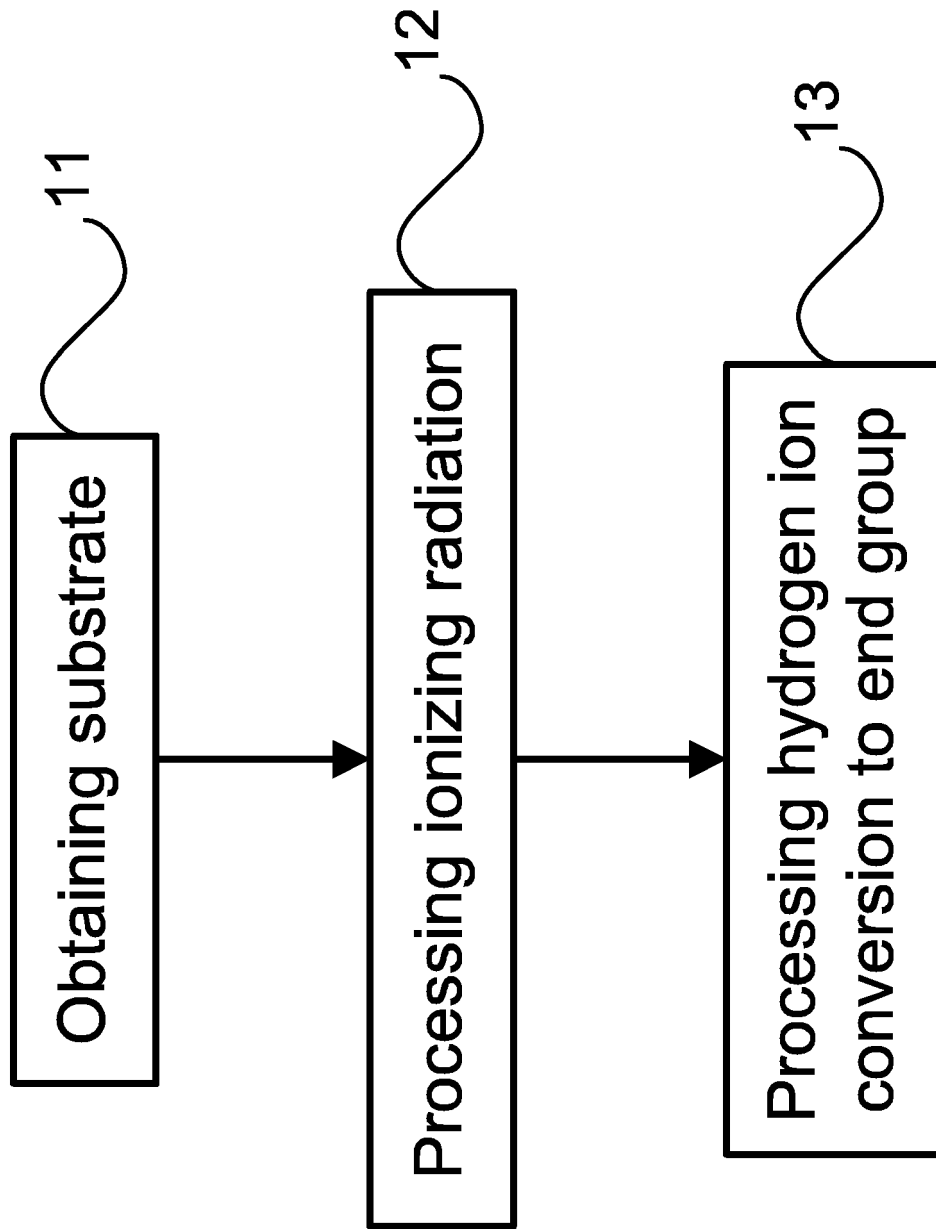 Obtaining substrate
11
Processing ionizing radiation
12
Processing hydrogen ion
conversion to end group
13